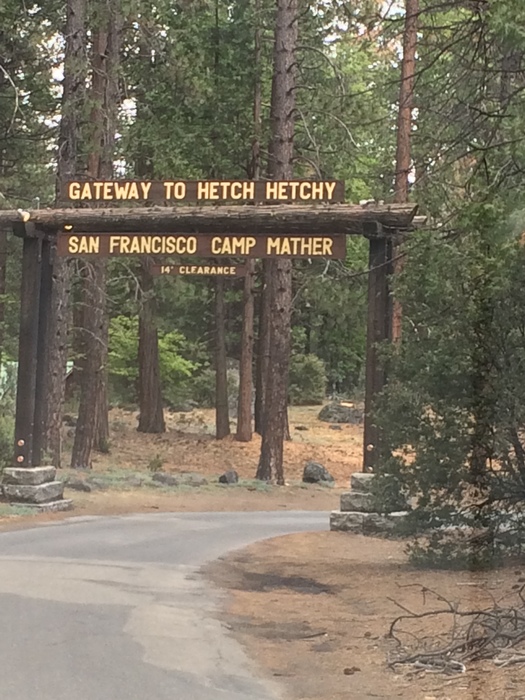 GATEWAY TO HETCH HETCHY
SAN FRANCISCO CAMP MATHER
14' CLEARANCE